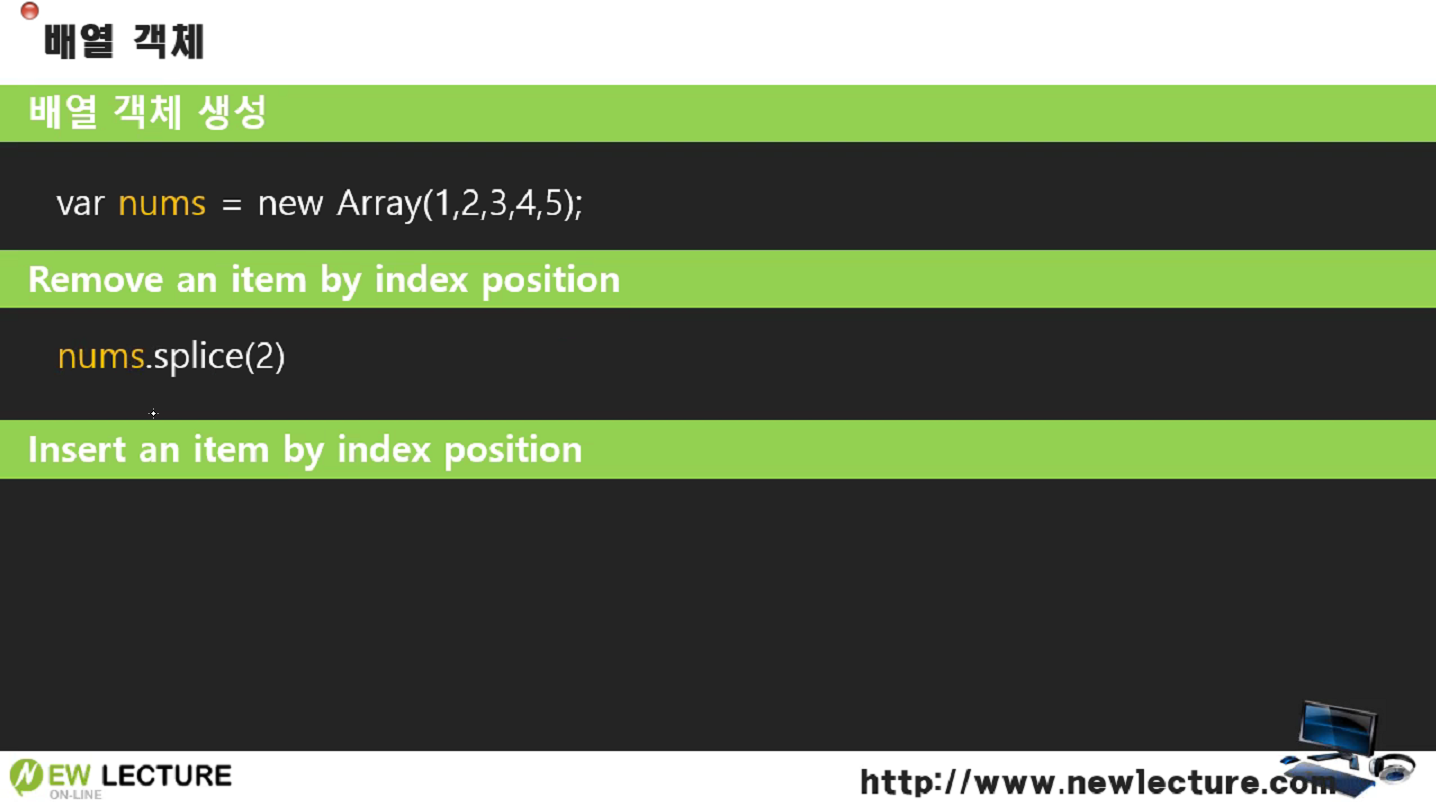 배열 객체
배열 객체 생성
var nums = new Array(1,2,3,4,5);
Remove an item by index position
nums.splice(2)
Insert an item by index position
NEW LECTURE
ON-LINE
http://www.newlecture.com